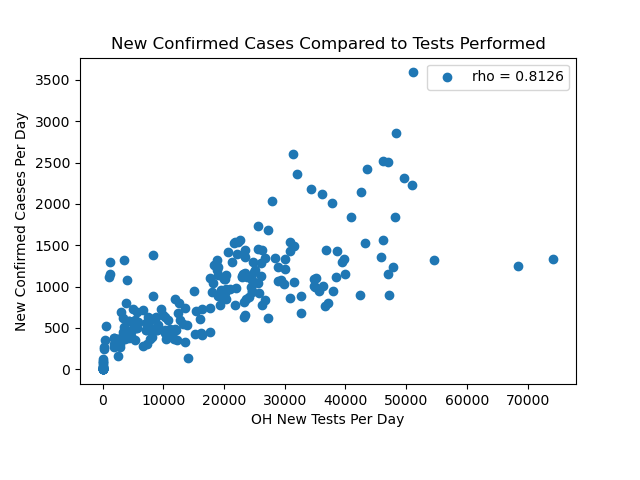 New Confirmed Cases Compared to Tests Performed
rho = 0.8126
3500
3000
2500
2000
1500
1000
500
0
New Confirmed Caeses Per Day
0 10000 20000 30000 40000 50000 60000 70000
OH New Tests Per Day